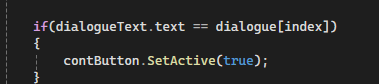 if(dialogueText.text == dialogue[index])
{
contButton.SetActive(true);
}